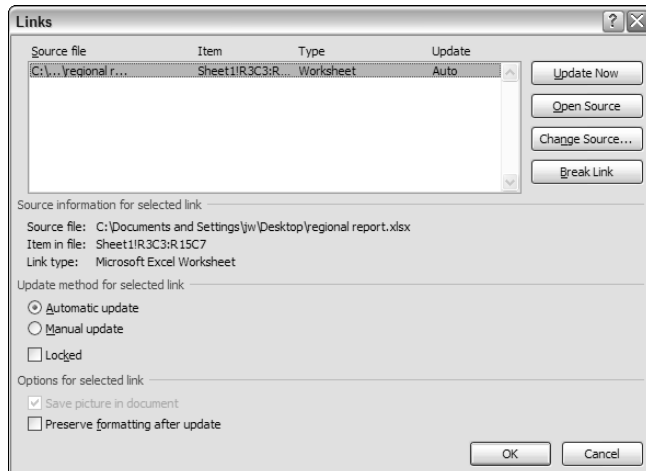 Links
Source file Item Type Update
C:\...\regional r... Sheet1!R3C3:R... Worksheet Auto
Update Now
Open Source
Change Source...
Break Link
Source information for selected link
Source file: C:\Documents and Settings\jw\Desktop\regional report.xlsx
Item in file: Sheet1!R3C3:R15C7
Link type: Microsoft Excel Worksheet
Update method for selected link
Automatic update
Manual update
Locked
Options for selected link
Save picture in document
Preserve formatting after update
OK Cancel